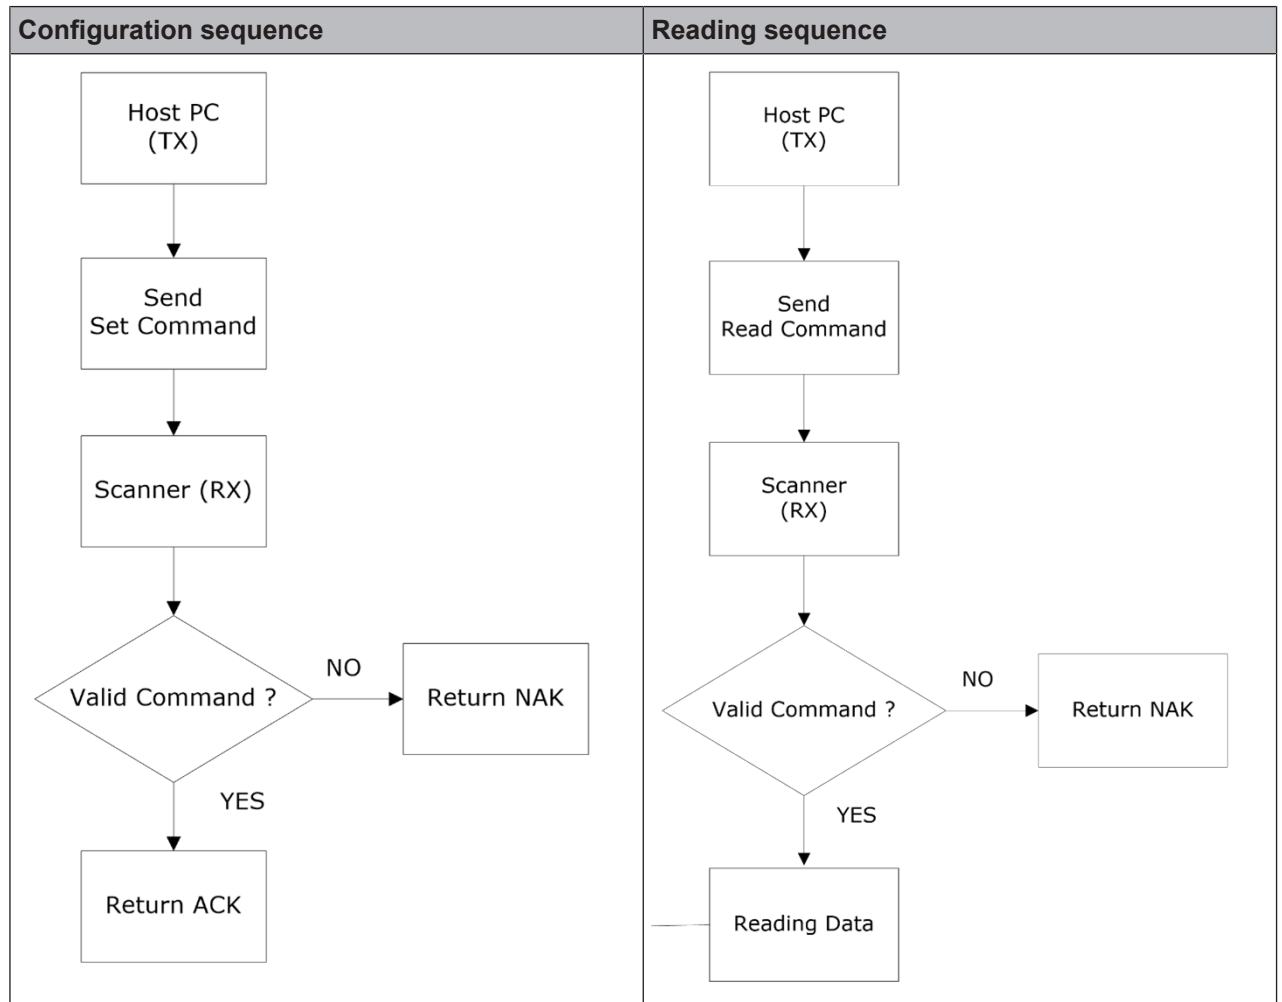 Configuration sequence
Reading sequence
Host PC
(TX)
Send
Set Command
Scanner (RX)
Valid Command ?
NO
Return NAK
YES
Return ACK
Host PC
(TX)
Send
Read Command
Scanner
(RX)
Valid Command ?
NO
Return NAK
YES
Reading Data